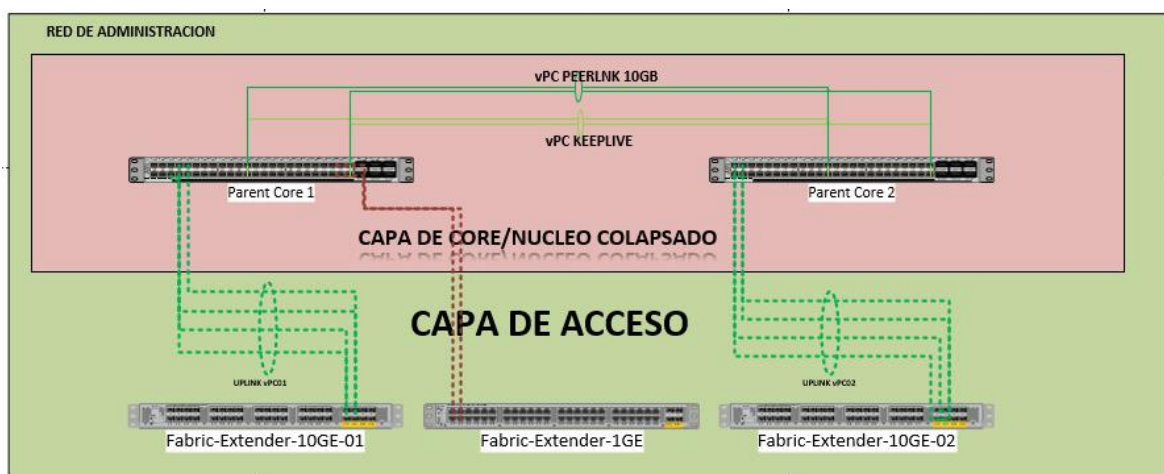 RED DE ADMINISTRACION
vPC PEERLNK 10GB
vPC KEEPLIVE
Parent Core 1
Parent Core 2
CAPA DE CORE/NUCLEO COLAPSADO
CAPA DE ACCESO
UPLINK vPC01
UPLINK vPC02
Fabric-Extender-10GE-01
Fabric-Extender-1GE
Fabric-Extender-10GE-02